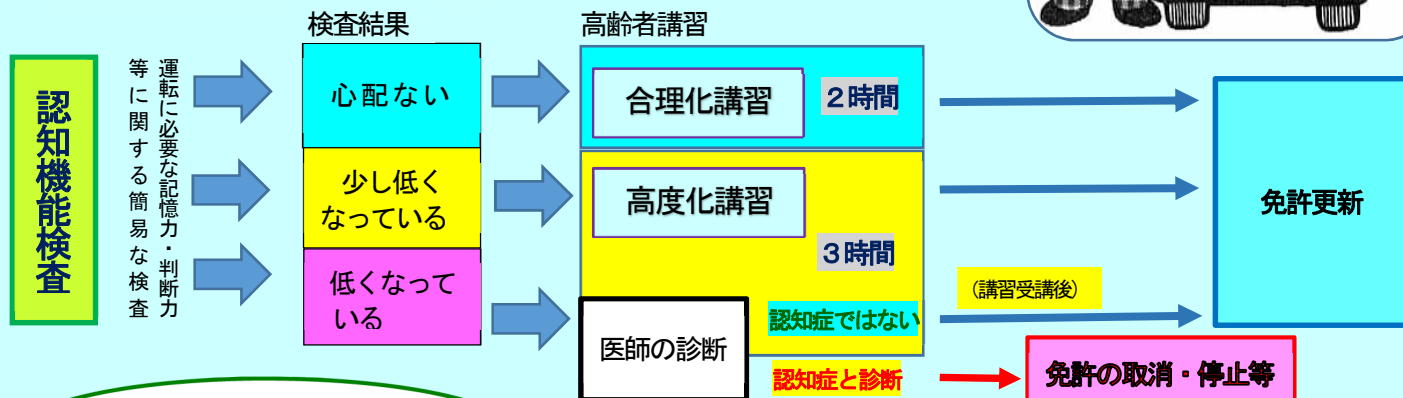 検査結果
高齢者講習
認知機能検査
運転に必要な記憶力・判断力
等に関する簡易な検査
心配ない
合理化講習
２時間
少し低く
なっている
高度化講習
３時間
免許更新
低くなって
いる
医師の診断
認知症ではない
（講習受講後）
認知症と診断
免許の取消・停止等